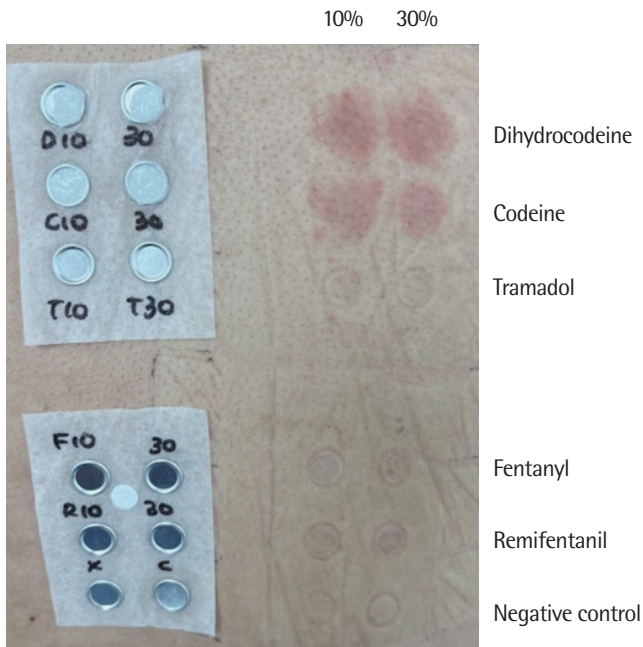 10% 30%
D10 30
Dihydrocodeine
C10 30
Codeine
T10 T30
Tramadol
F10 30
Fentanyl
R10 30
Remifentanil
X C
Negative control